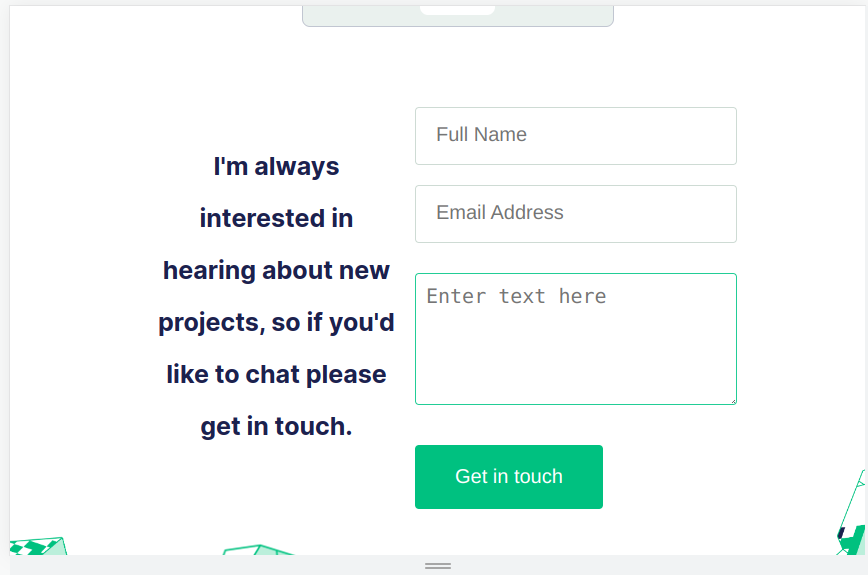 I'm always
interested in
hearing about new
projects, so if you'd
like to chat please
get in touch.
Full Name
Email Address
Enter text here
Get in touch